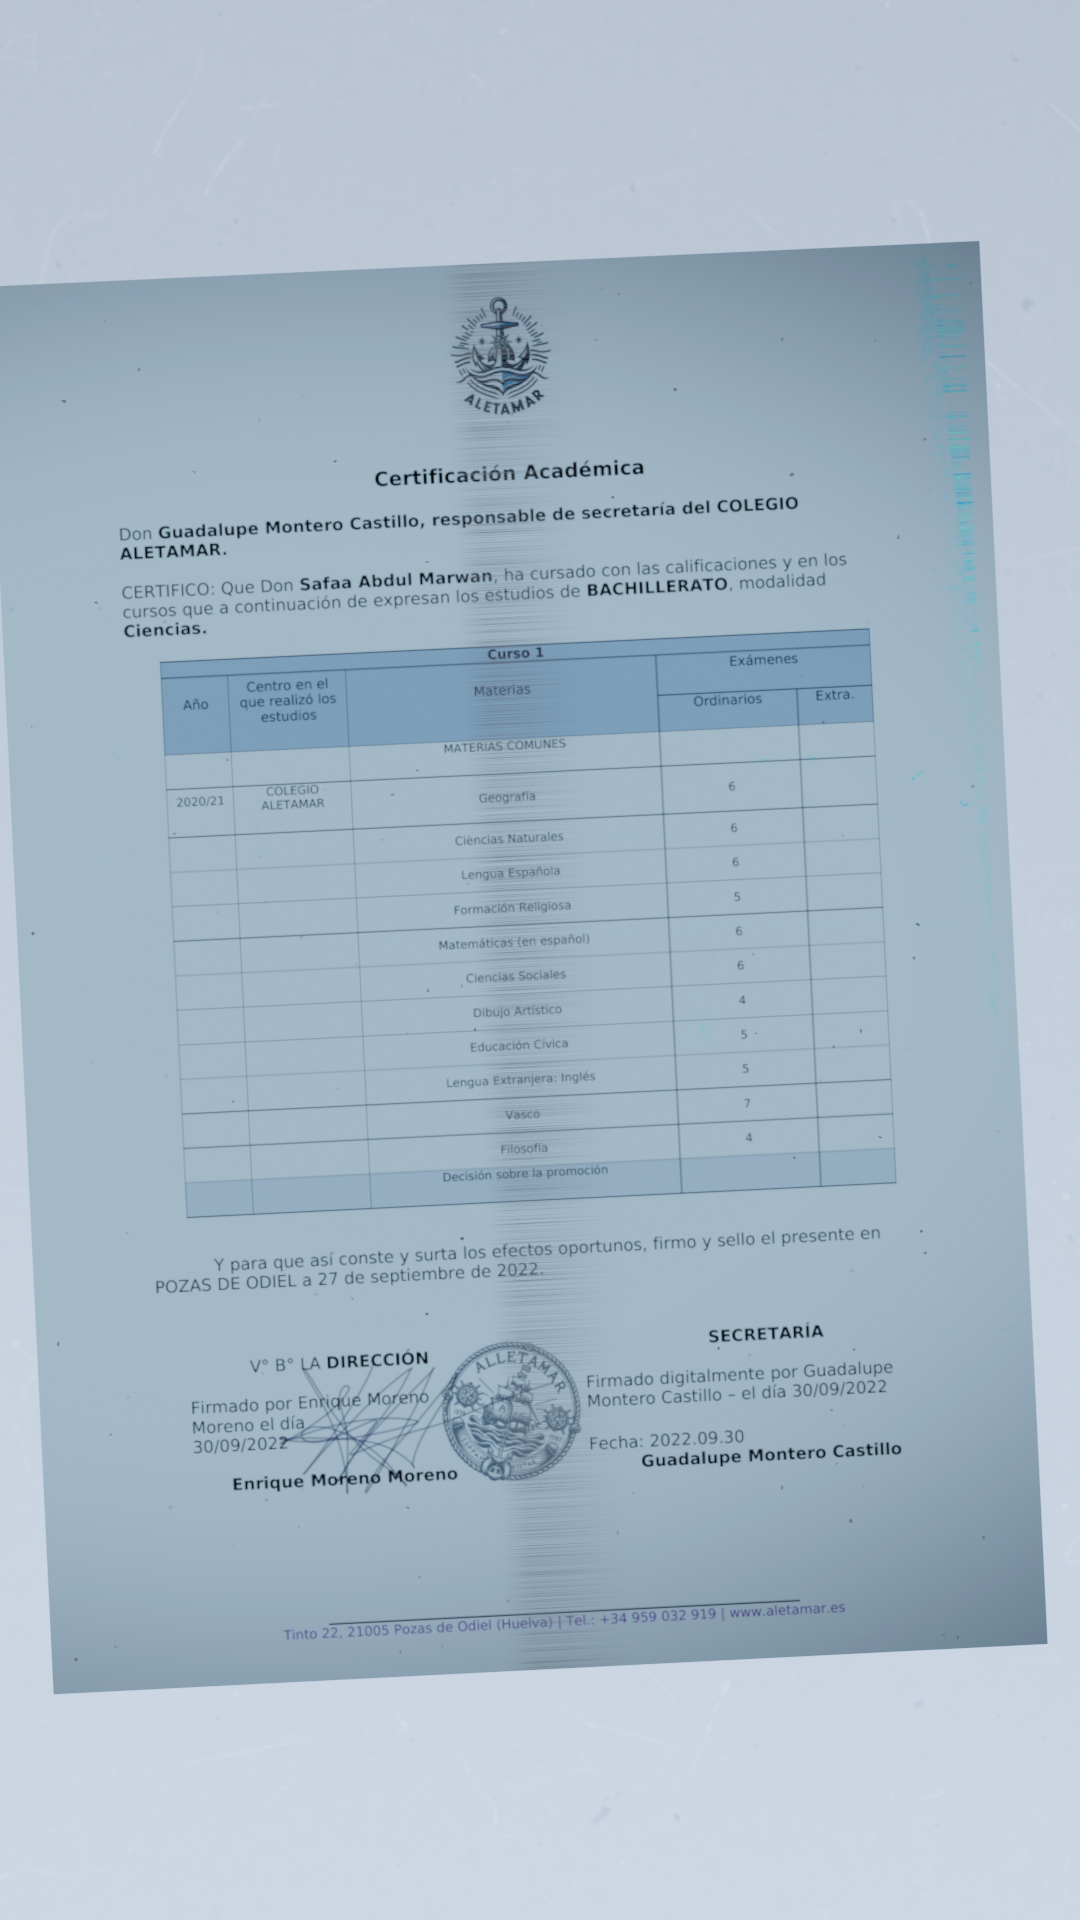 ALETAMAR
Certificación Académica
Don Guadalupe Montero Castillo, responsable de secretaría del COLEGIO
ALETAMAR.
CERTIFICO: Que Don Safaa Abdul Marwan, ha cursado con las calificaciones y en los
cursos que a continuación de expresan los estudios de BACHILLERATO, modalidad
Ciencias.
Curso 1
Año
Centro en el
que realizó los
estudios
Materias
Exámenes
Ordinarios
Extra.
MATERIAS COMUNES
2020/21
COLEGIO
ALETAMAR
Geografía 6
Ciencias Naturales 6
Lengua Española 6
Formación Religiosa 5
Matemáticas (en español) 6
Ciencias Sociales 6
Dibujo Artístico 4
Educación Cívica 5
Lengua Extranjera: Inglés 5
Vasco 7
Filosofía 4
Decisión sobre la promoción
Y para que así conste y surta los efectos oportunos, firmo y sello el presente en
POZAS DE ODIEL a 27 de septiembre de 2022.
Vº Bº LA DIRECCIÓN
Firmado por Enrique Moreno
Moreno el día
30/09/2022
Enrique Moreno Moreno
ALLETAMAR
SECRETARÍA
Firmado digitalmente por Guadalupe
Montero Castillo – el día 30/09/2022
Fecha: 2022.09.30
Guadalupe Montero Castillo
Tinto 22, 21005 Pozas de Odiel (Huelva) | Tel.: +34 959 032 919 | www.aletamar.es